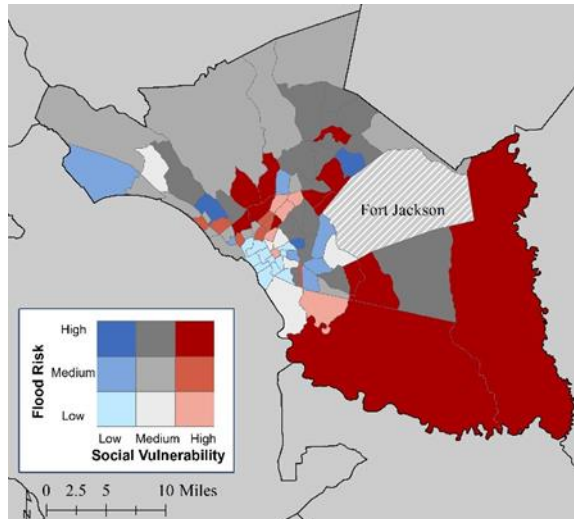 Fort Jackson
High
Medium
Low
Flood Risk
Low Medium High
Social Vulnerability
0 2.5 5 10 Miles
N